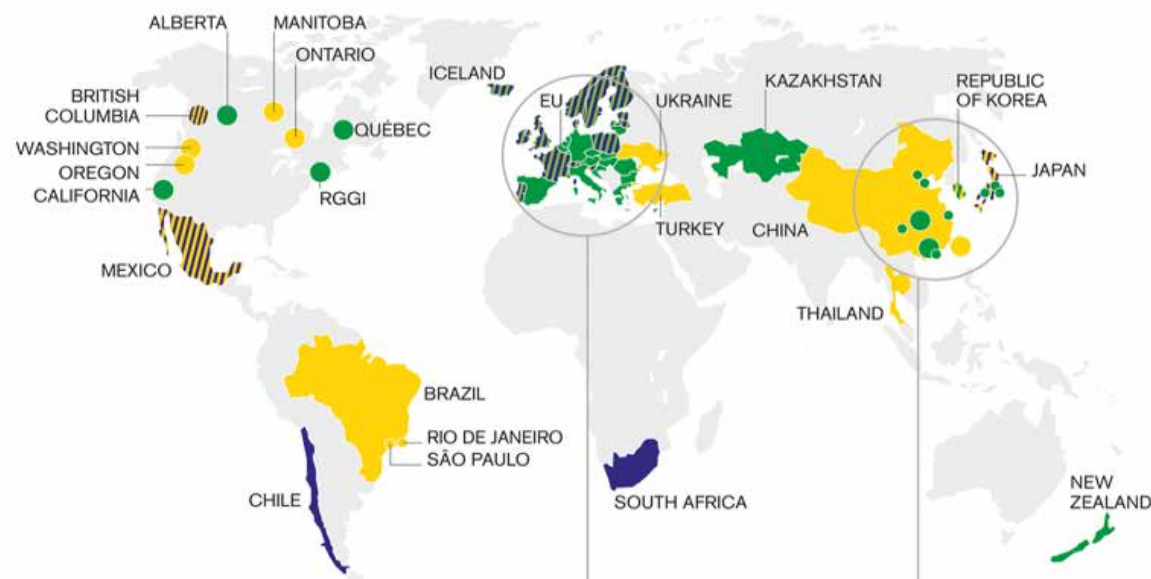 ALBERTA
MANITOBA
ONTARIO
BRITISH
COLUMBIA
QUÉBEC
WASHINGTON
OREGON
CALIFORNIA
RGGI
MEXICO
ICELAND
EU
UKRAINE
KAZAKHSTAN
REPUBLIC
OF KOREA
JAPAN
TURKEY
CHINA
THAILAND
BRAZIL
RIO DE JANEIRO
SÃO PAULO
CHILE
SOUTH AFRICA
NEW
ZEALAND